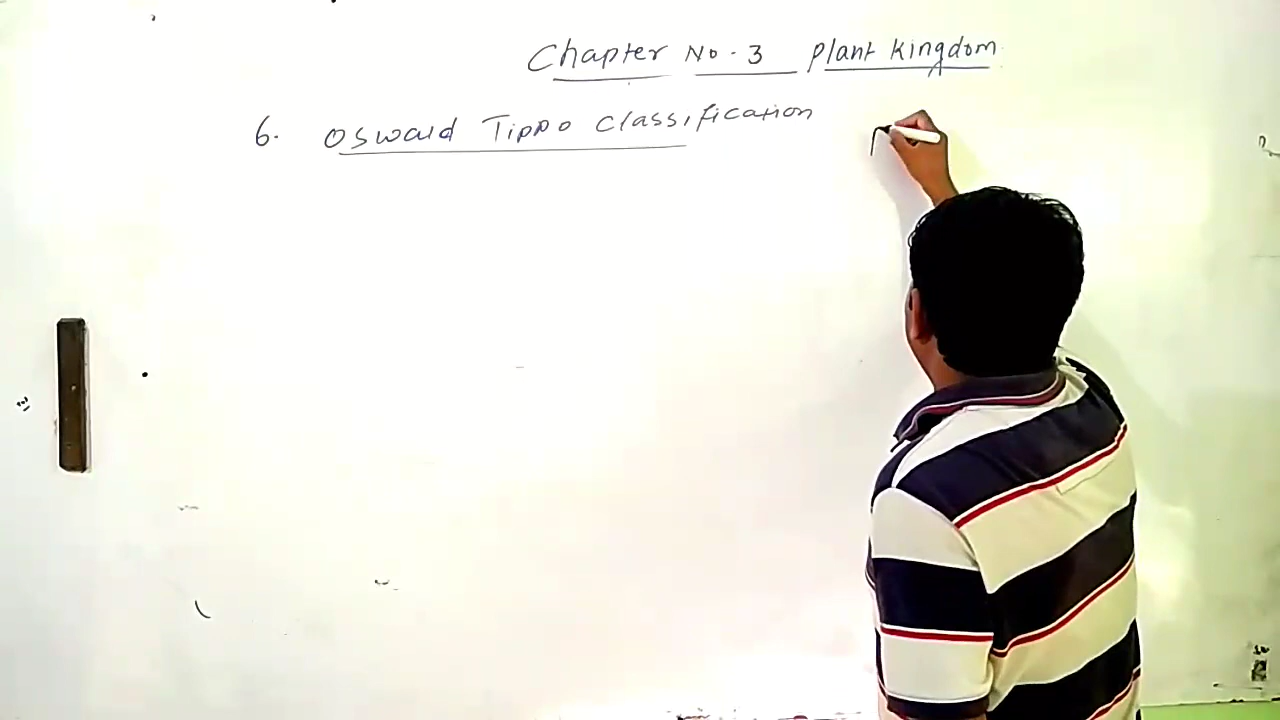 Chapter No. 3 Plant Kingdom
6. Oswald Tippo Classification